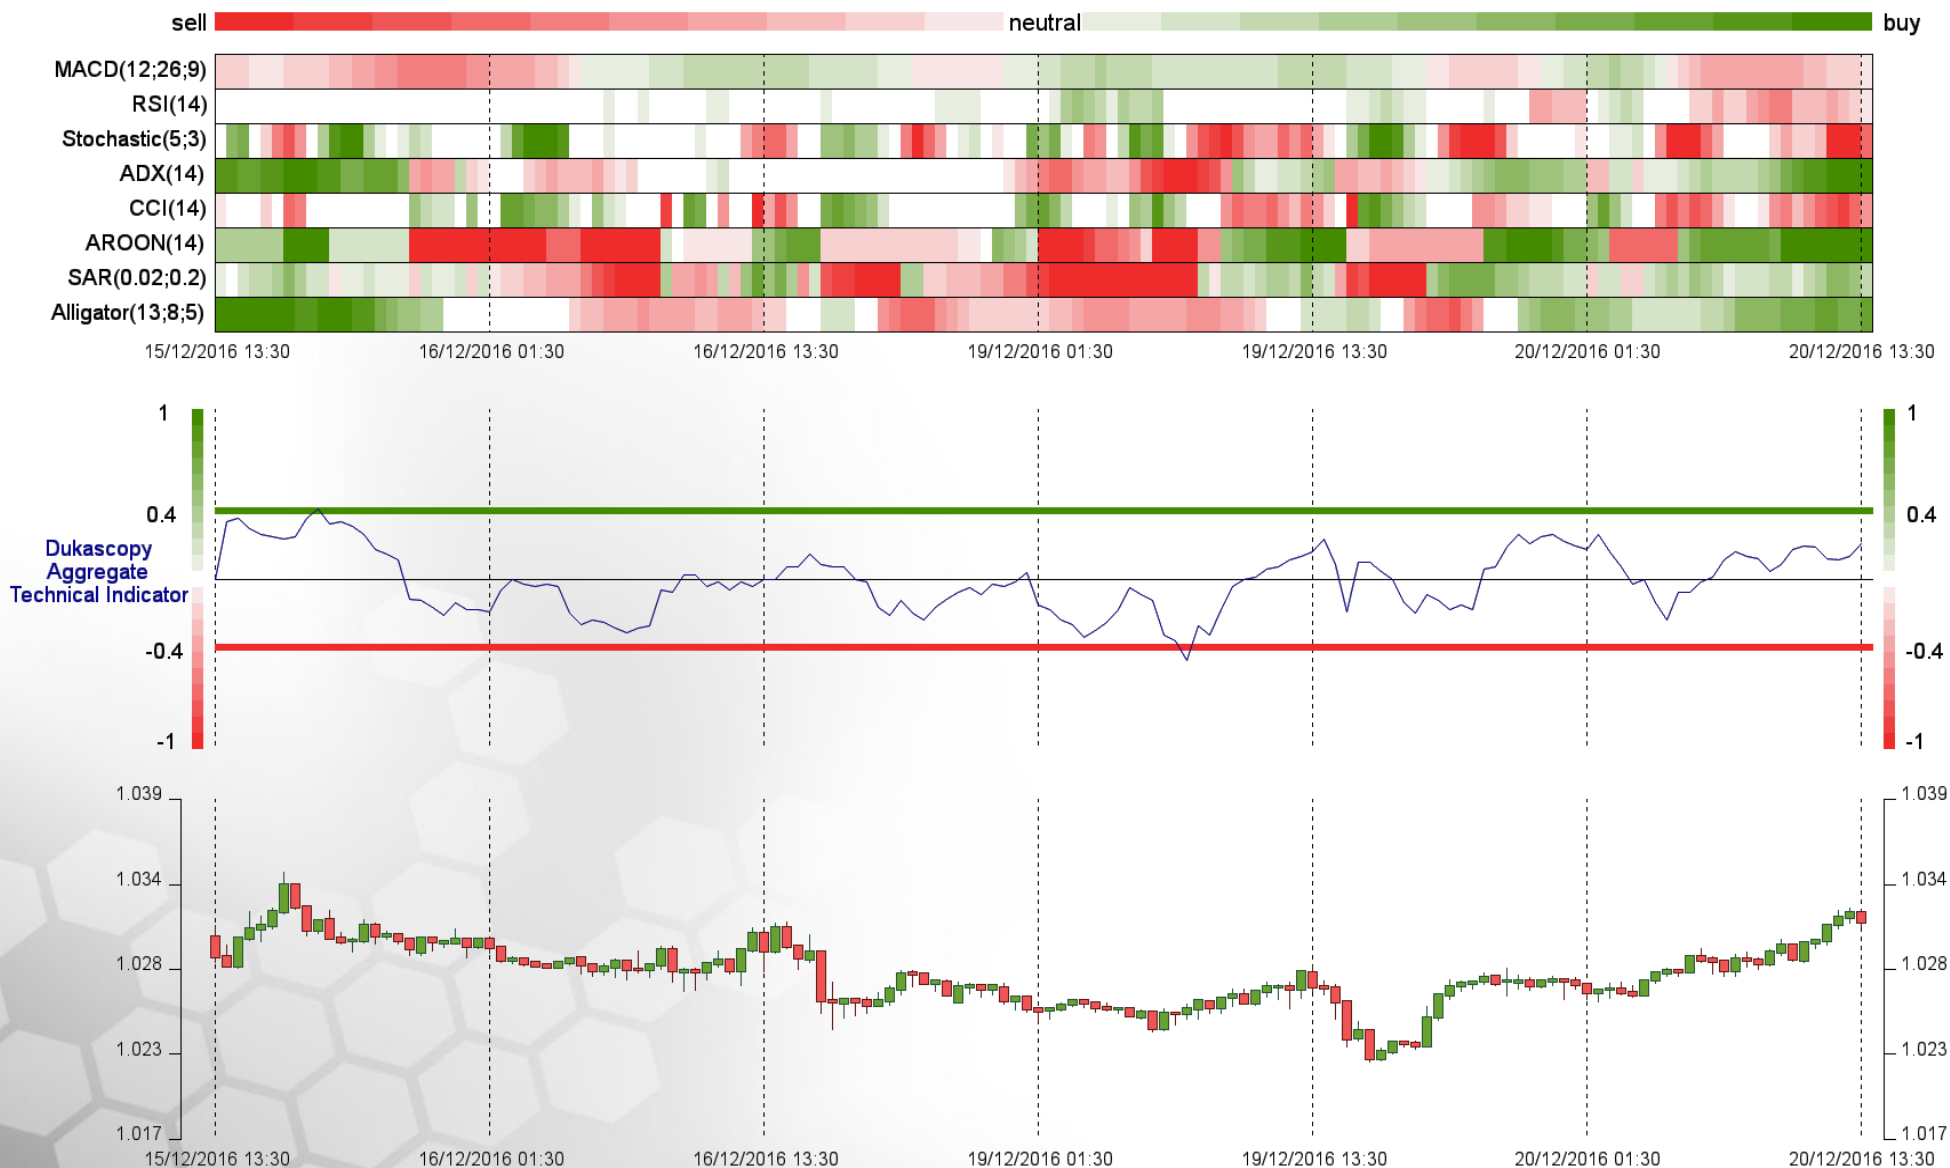 sell neutral buy
MACD(12;26;9)
RSI(14)
Stochastic(5;3)
ADX(14)
CCI(14)
AROON(14)
SAR(0.02;0.2)
Alligator(13;8;5)
15/12/2016 13:30 16/12/2016 01:30 16/12/2016 13:30 19/12/2016 01:30 19/12/2016 13:30 20/12/2016 01:30 20/12/2016 13:30
1 1
0.4 0.4
Dukascopy
Aggregate
Technical Indicator
-0.4 -0.4
-1 -1
1.039 1.039
1.034 1.034
1.028 1.028
1.023 1.023
1.017 1.017
15/12/2016 13:30 16/12/2016 01:30 16/12/2016 13:30 19/12/2016 01:30 19/12/2016 13:30 20/12/2016 01:30 20/12/2016 13:30